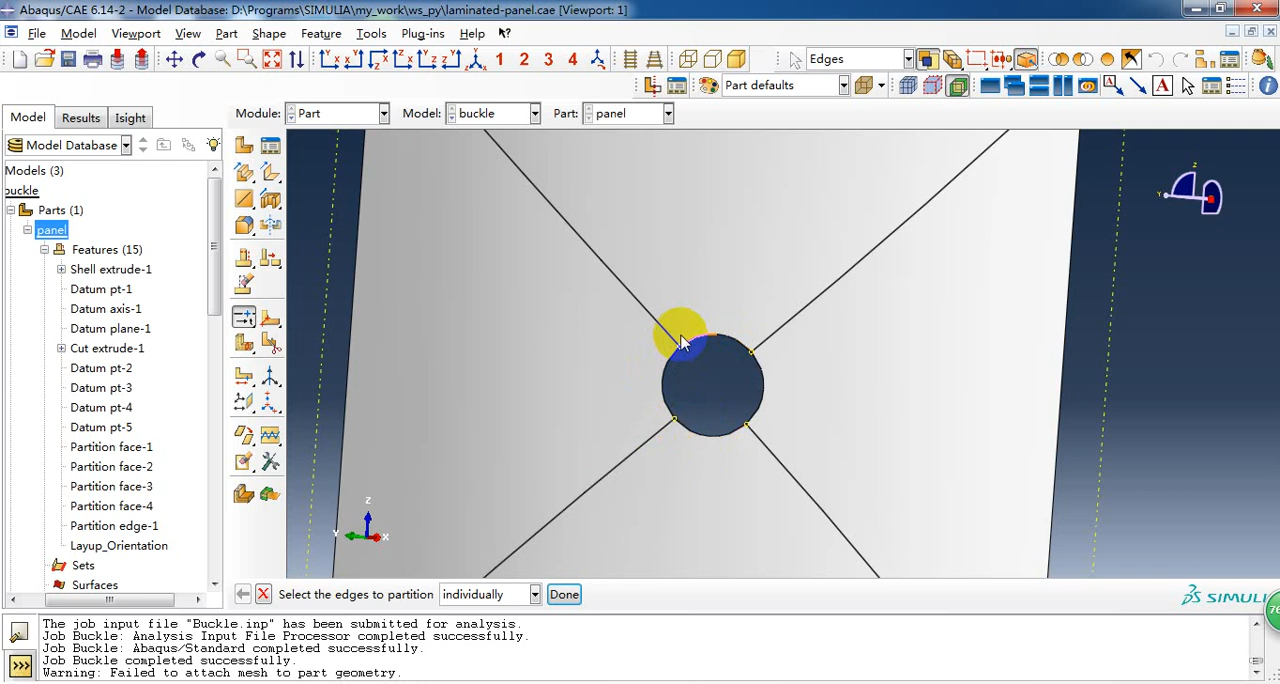 Abaqus/CAE 6.14-2 - Model Database: D:\Programs\SIMULIA\my_work\ws_py\laminated-panel.cae [Viewport: 1]
File Model Viewport View Part Shape Feature Tools Plug-ins Help
1 2 3 4 Edges
Part defaults
Model Results Isight Module: Part Model: buckle Part: panel
Model Database
Models (3)
buckle
Parts (1)
panel
Features (15)
Shell extrude-1
Datum pt-1
Datum axis-1
Datum plane-1
Cut extrude-1
Datum pt-2
Datum pt-3
Datum pt-4
Datum pt-5
Partition face-1
Partition face-2
Partition face-3
Partition face-4
Partition edge-1
Layup_Orientation
Sets
Surfaces
Z
Y
Z
Y
X
Select the edges to partition individually Done
SIMULI
76
The job input file "Buckle.inp" has been submitted for analysis.
Job Buckle: Analysis Input File Processor completed successfully.
Job Buckle: Abaqus/Standard completed successfully.
Job Buckle completed successfully.
Warning: Failed to attach mesh to part geometry.